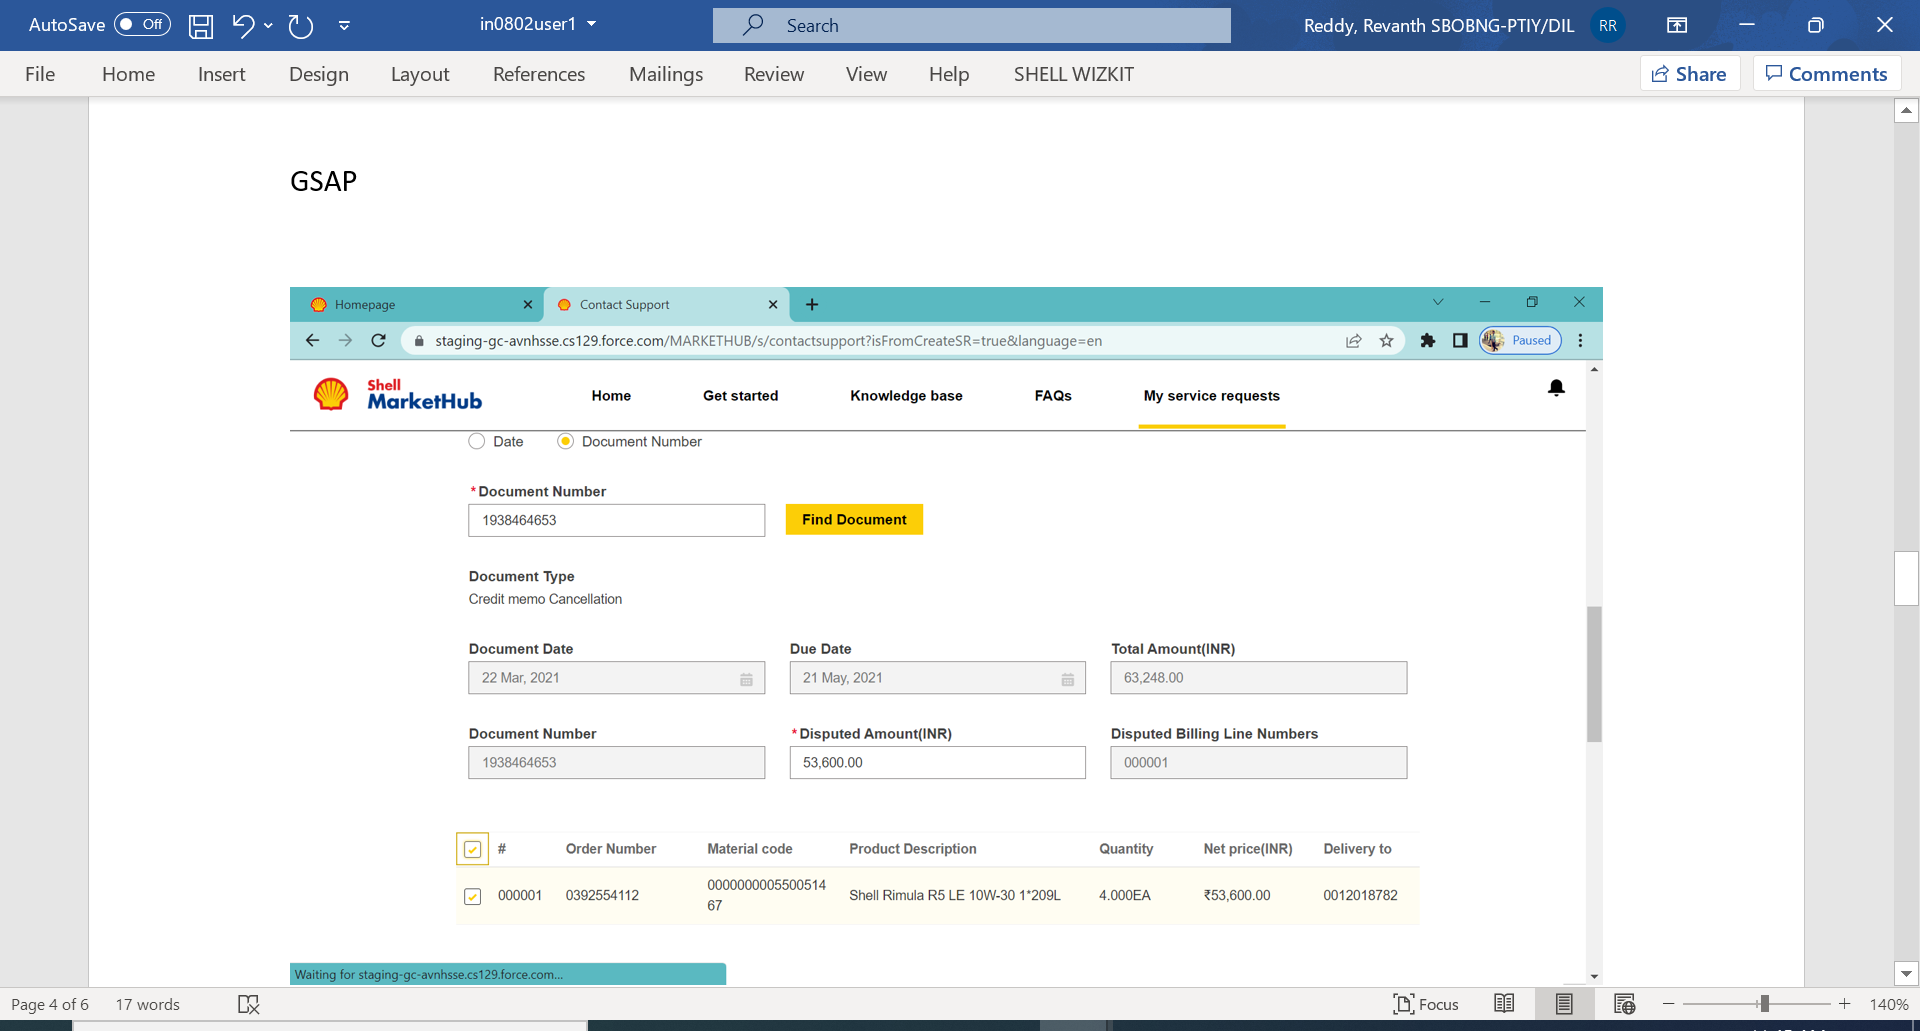 AutoSave Off in0802user1 Search Reddy, Revanth SBOBNG-PTIY/DIL RR
File Home Insert Design Layout References Mailings Review View Help SHELL WIZKIT Share Comments
GSAP
Homepage Contact Support
staging-gc-avnhsse.cs129.force.com/MARKETHUB/s/contactsupport?isFromCreateSR=true&language=en Paused
Shell
MarketHub
Home Get started Knowledge base FAQs My service requests
Date Document Number
*Document Number
1938464653 Find Document
Document Type
Credit memo Cancellation
Document Date Due Date Total Amount(INR)
22 Mar, 2021 21 May, 2021 63,248.00
Document Number *Disputed Amount(INR) Disputed Billing Line Numbers
1938464653 53,600.00 000001
# Order Number Material code Product Description Quantity Net price(INR) Delivery to
000001 0392554112 0000000005500514 Shell Rimula R5 LE 10W-30 1*209L 4.000EA ₹53,600.00 0012018782
67
Waiting for staging-gc-avnhsse.cs129.force.com...
Page 4 of 6 17 words Focus 140%